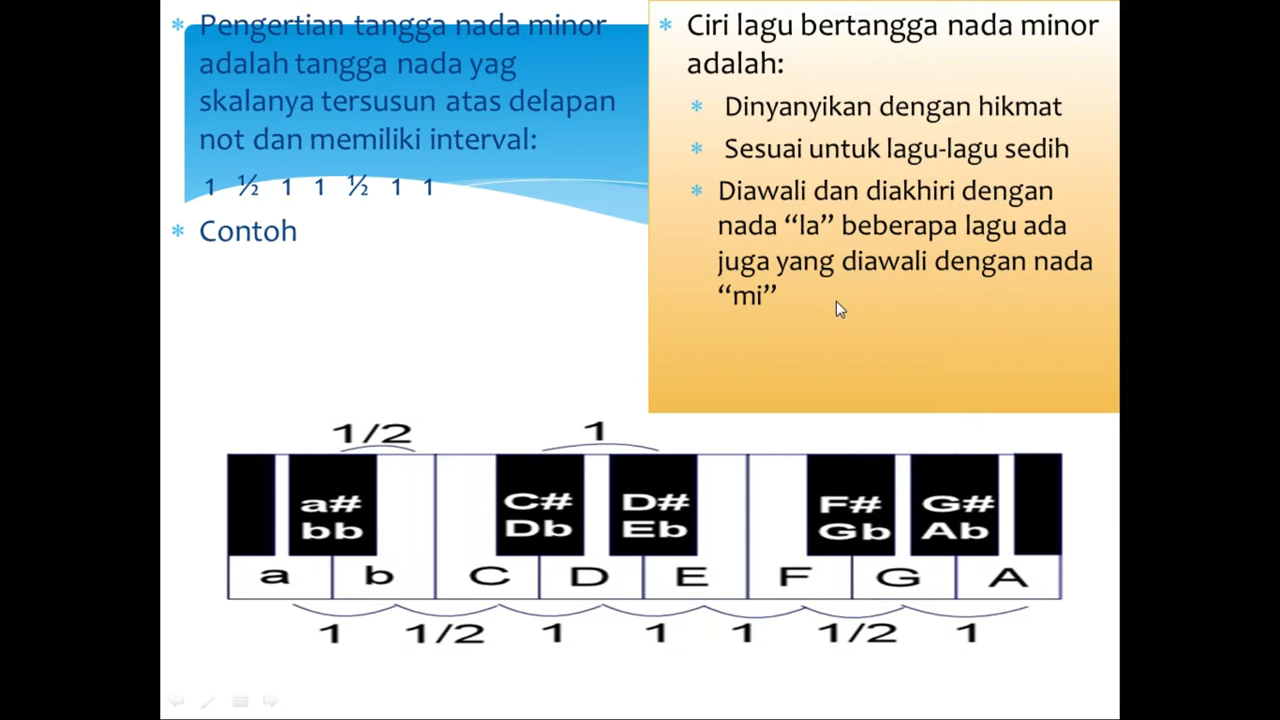 * Pengertian tangga nada minor
adalah tangga nada yag
skalanya tersusun atas delapan
not dan memiliki interval:
1 ½ 1 1 ½ 1 1
* Contoh
* Ciri lagu bertangga nada minor
adalah:
* Dinyanyikan dengan hikmat
* Sesuai untuk lagu-lagu sedih
* Diawali dan diakhiri dengan
nada “la” beberapa lagu ada
juga yang diawali dengan nada
“mi”
1/2 1
a# C# D# F# G#
bb Db Eb Gb Ab
a b C D E F G A
1 1/2 1 1 1 1/2 1